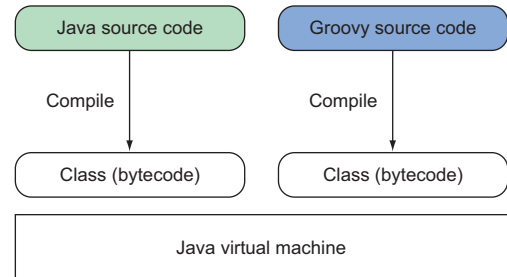 Java source code
Groovy source code
Compile
Compile
Class (bytecode)
Class (bytecode)
Java virtual machine